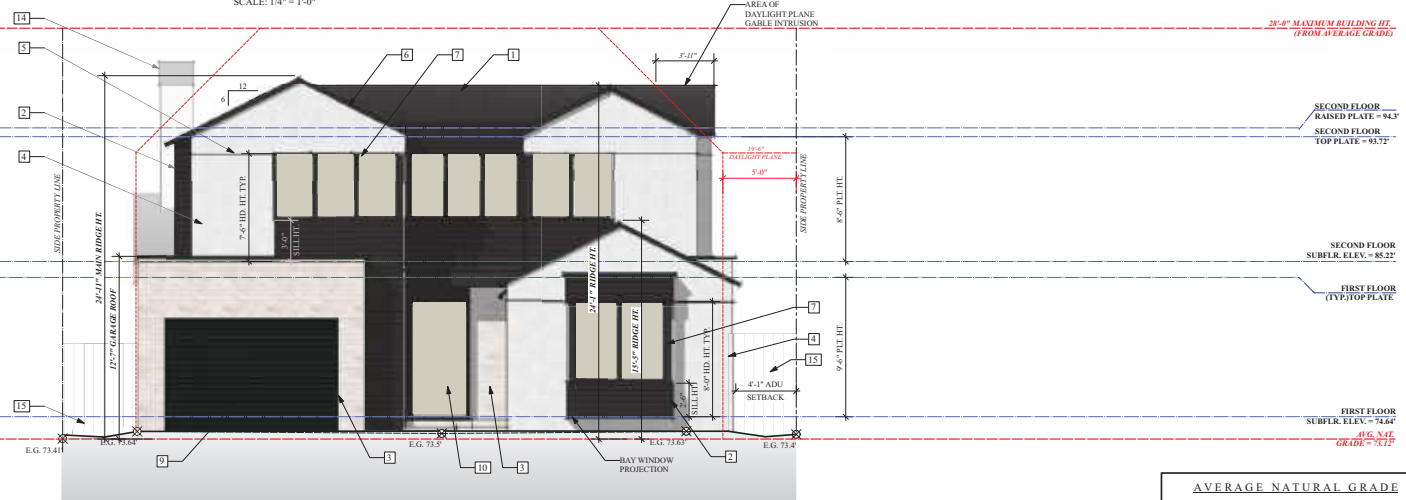 SCALE: 1/4" = 1'-0"
14
5
2
4
6
7
1
12
6
AREA OF
DAYLIGHT PLANE
GABLE INTRUSION
3'-11"
28'-0" MAXIMUM BUILDING HT.
(FROM AVERAGE GRADE)
SECOND FLOOR
RAISED PLATE = 94.3'
SECOND FLOOR
TOP PLATE = 93.72'
19'-6"
DAYLIGHT PLANE
5'-0"
SIDE PROPERTY LINE
SIDE PROPERTY LINE
24'-11" MAIN RIDGE HT.
12'-7" GARAGE ROOF
7'-6" HD. HT. TYP.
3'-0"
SILL HT.
24'-1" RIDGE HT.
15'-5" RIDGE HT.
8'-0" HD. HT. TYP.
2'-6"
SILL HT.
8'-6" PLT. HT.
9'-6" PLT. HT.
SECOND FLOOR
SUBFLR. ELEV. = 85.22'
FIRST FLOOR
(TYP.)TOP PLATE
7
4
15
4'-1" ADU
SETBACK
FIRST FLOOR
SUBFLR. ELEV. = 74.64'
AVG. NAT.
GRADE = 73.12'
15
E.G. 73.41'
E.G. 73.64'
E.G. 73.5'
E.G. 73.63'
E.G. 73.4'
9
3
10
3
2
BAY WINDOW
PROJECTION
AVERAGE NATURAL GRADE